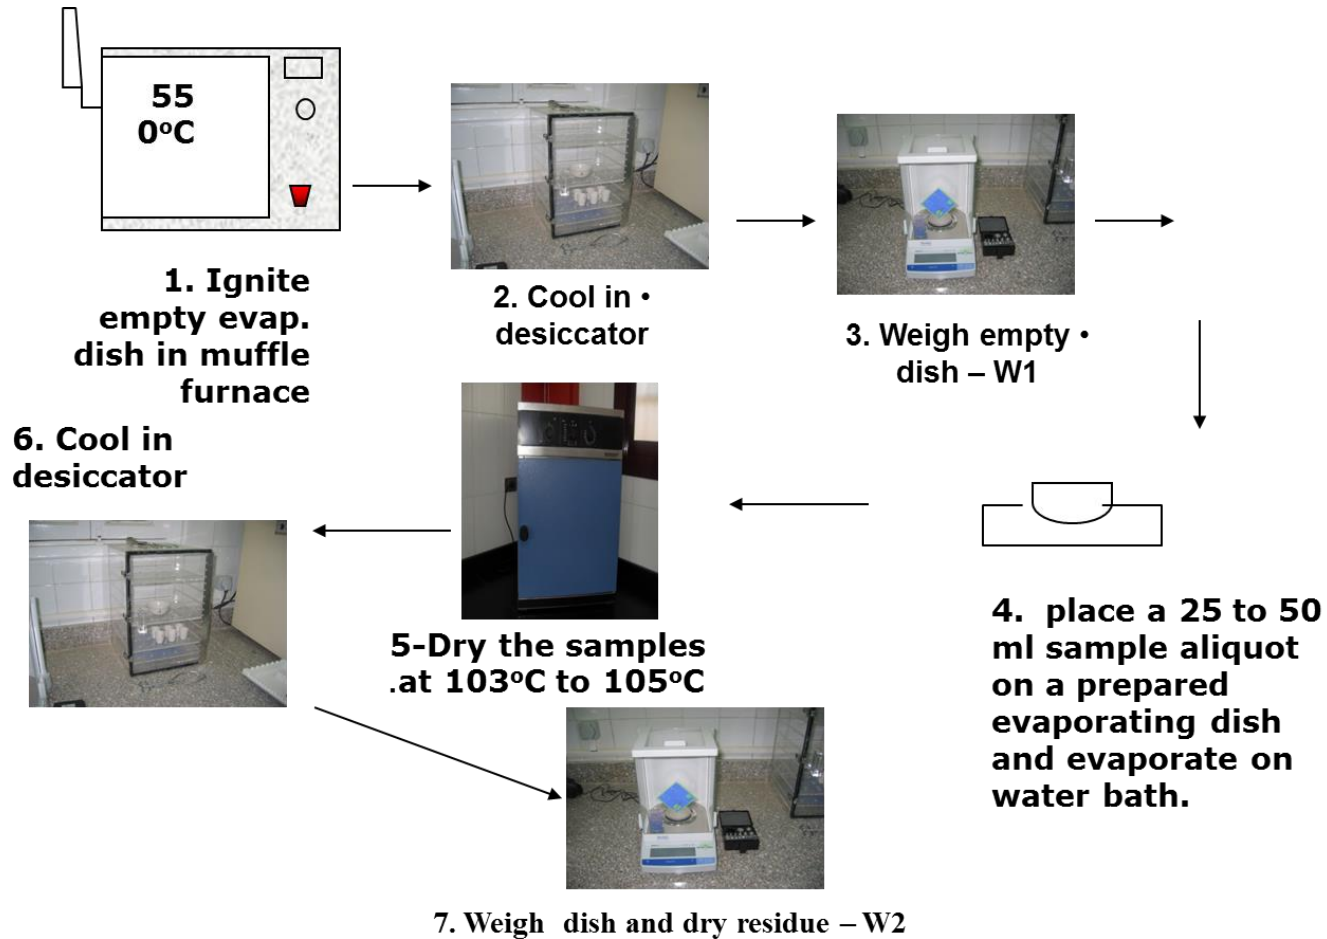 55
0°C
1. Ignite
empty evap.
dish in muffle
furnace
2. Cool in •
desiccator
3. Weigh empty •
dish – W1
4. place a 25 to 50
ml sample aliquot
on a prepared
evaporating dish
and evaporate on
water bath.
5-Dry the samples
.at 103°C to 105°C
6. Cool in
desiccator
7. Weigh dish and dry residue – W2